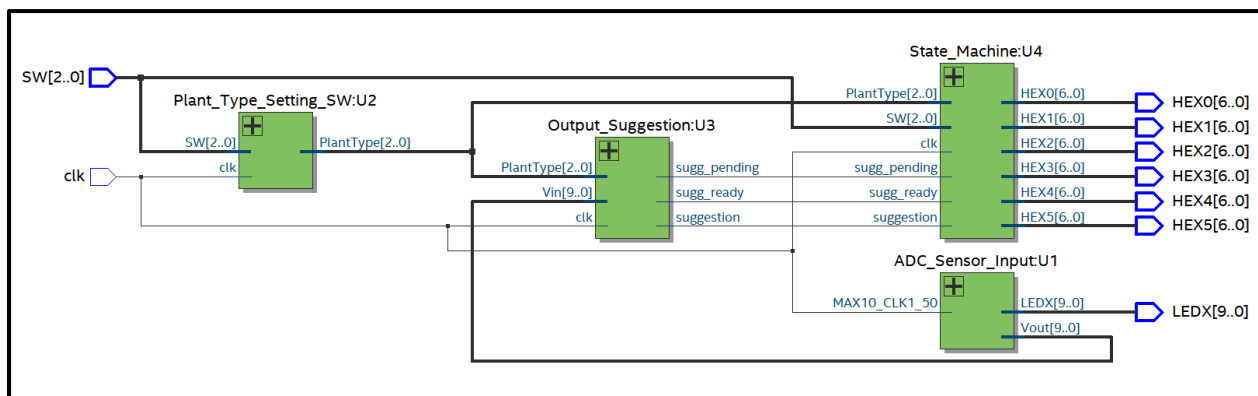 SW[2..0]
clk
Plant_Type_Setting_SW:U2
SW[2..0]
clk
PlantType[2..0]
Output_Suggestion:U3
PlantType[2..0]
Vin[9..0]
clk
sugg_pending
sugg_ready
suggestion
State_Machine:U4
PlantType[2..0]
SW[2..0]
clk
sugg_pending
sugg_ready
suggestion
HEX0[6..0]
HEX1[6..0]
HEX2[6..0]
HEX3[6..0]
HEX4[6..0]
HEX5[6..0]
HEX0[6..0]
HEX1[6..0]
HEX2[6..0]
HEX3[6..0]
HEX4[6..0]
HEX5[6..0]
ADC_Sensor_Input:U1
MAX10_CLK1_50
LEDX[9..0]
Vout[9..0]
LEDX[9..0]